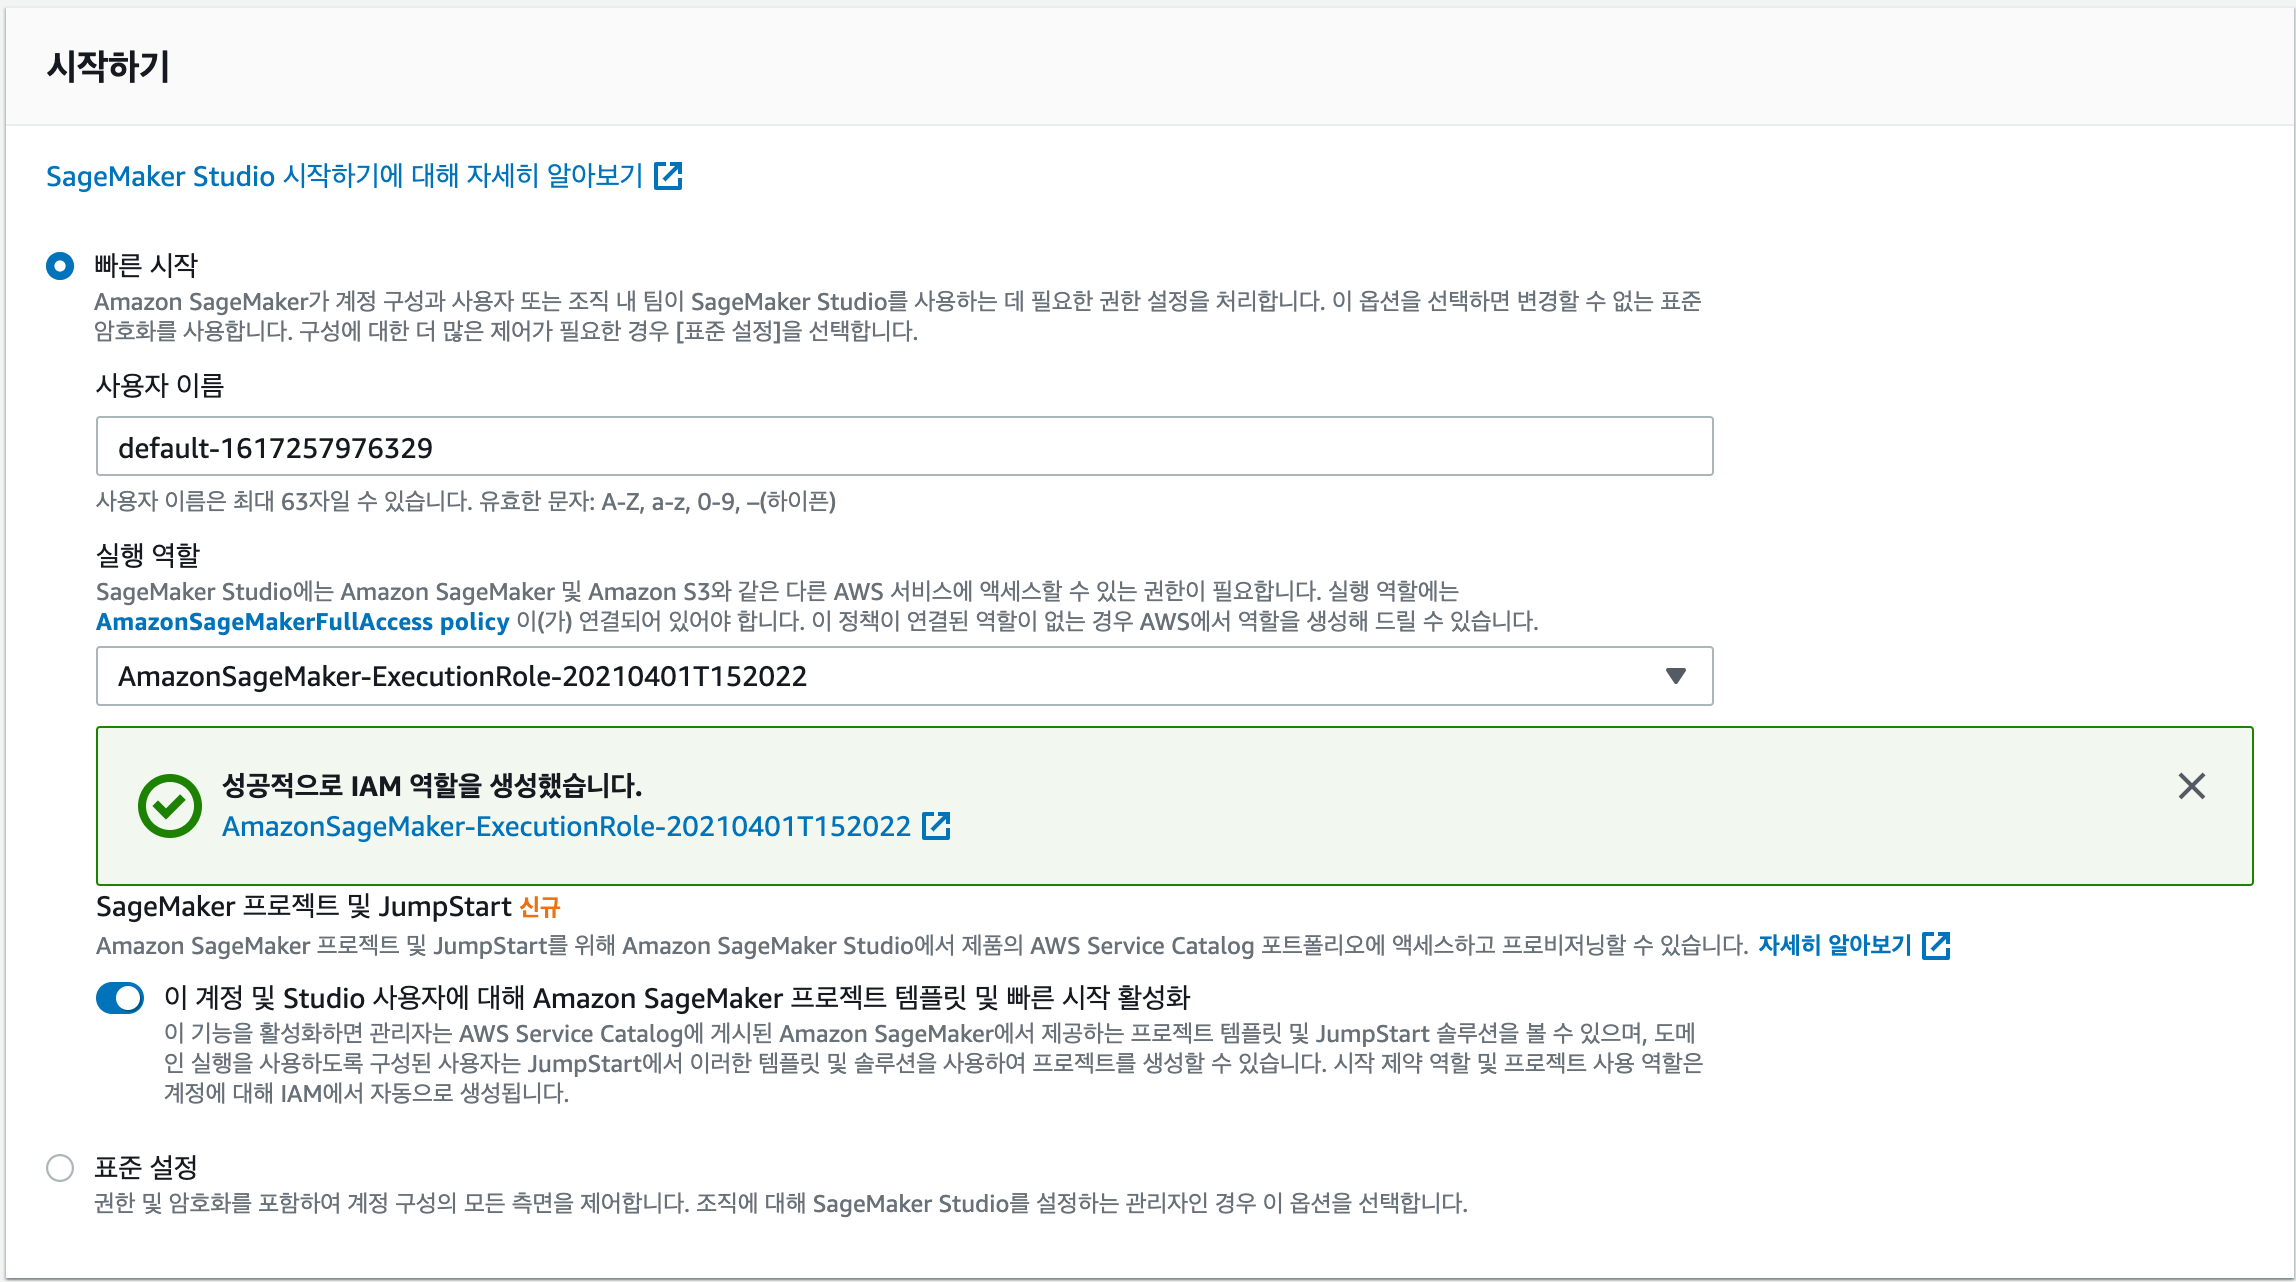 시작하기
SageMaker Studio 시작하기에 대해 자세히 알아보기
빠른 시작
Amazon SageMaker가 계정 구성과 사용자 또는 조직 내 팀이 SageMaker Studio를 사용하는 데 필요한 권한 설정을 처리합니다. 이 옵션을 선택하면 변경할 수 없는 표준
암호화를 사용합니다. 구성에 대한 더 많은 제어가 필요한 경우 [표준 설정]을 선택합니다.
사용자 이름
default-1617257976329
사용자 이름은 최대 63자일 수 있습니다. 유효한 문자: A-Z, a-z, 0-9, –(하이픈)
실행 역할
SageMaker Studio에는 Amazon SageMaker 및 Amazon S3와 같은 다른 AWS 서비스에 액세스할 수 있는 권한이 필요합니다. 실행 역할에는
AmazonSageMakerFullAccess policy 이(가) 연결되어 있어야 합니다. 이 정책이 연결된 역할이 없는 경우 AWS에서 역할을 생성해 드릴 수 있습니다.
AmazonSageMaker-ExecutionRole-20210401T152022
성공적으로 IAM 역할을 생성했습니다.
AmazonSageMaker-ExecutionRole-20210401T152022
SageMaker 프로젝트 및 JumpStart 신규
Amazon SageMaker 프로젝트 및 JumpStart를 위해 Amazon SageMaker Studio에서 제품의 AWS Service Catalog 포트폴리오에 액세스하고 프로비저닝할 수 있습니다. 자세히 알아보기
이 계정 및 Studio 사용자에 대해 Amazon SageMaker 프로젝트 템플릿 및 빠른 시작 활성화
이 기능을 활성화하면 관리자는 AWS Service Catalog에 게시된 Amazon SageMaker에서 제공하는 프로젝트 템플릿 및 JumpStart 솔루션을 볼 수 있으며, 도메
인 실행을 사용하도록 구성된 사용자는 JumpStart에서 이러한 템플릿 및 솔루션을 사용하여 프로젝트를 생성할 수 있습니다. 시작 제약 역할 및 프로젝트 사용 역할은
계정에 대해 IAM에서 자동으로 생성됩니다.
표준 설정
권한 및 암호화를 포함하여 계정 구성의 모든 측면을 제어합니다. 조직에 대해 SageMaker Studio를 설정하는 관리자인 경우 이 옵션을 선택합니다.